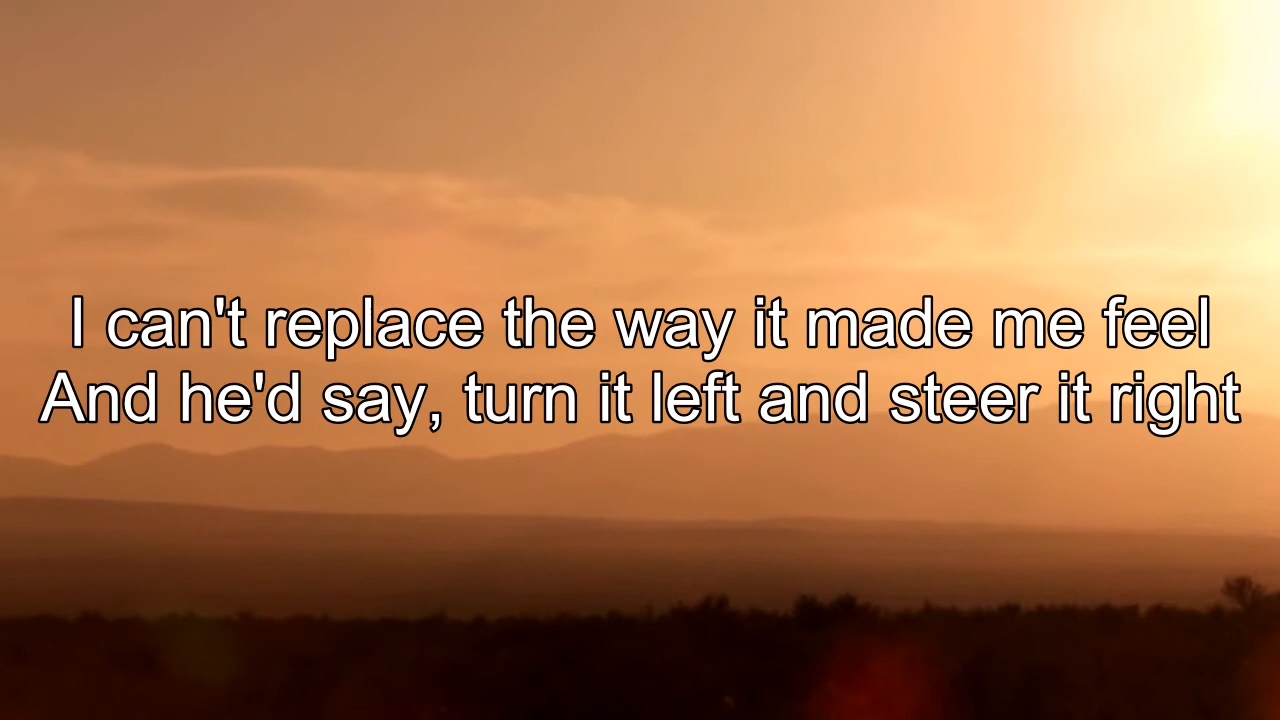 I can't replace the way it made me feel
And he'd say, turn it left and steer it right